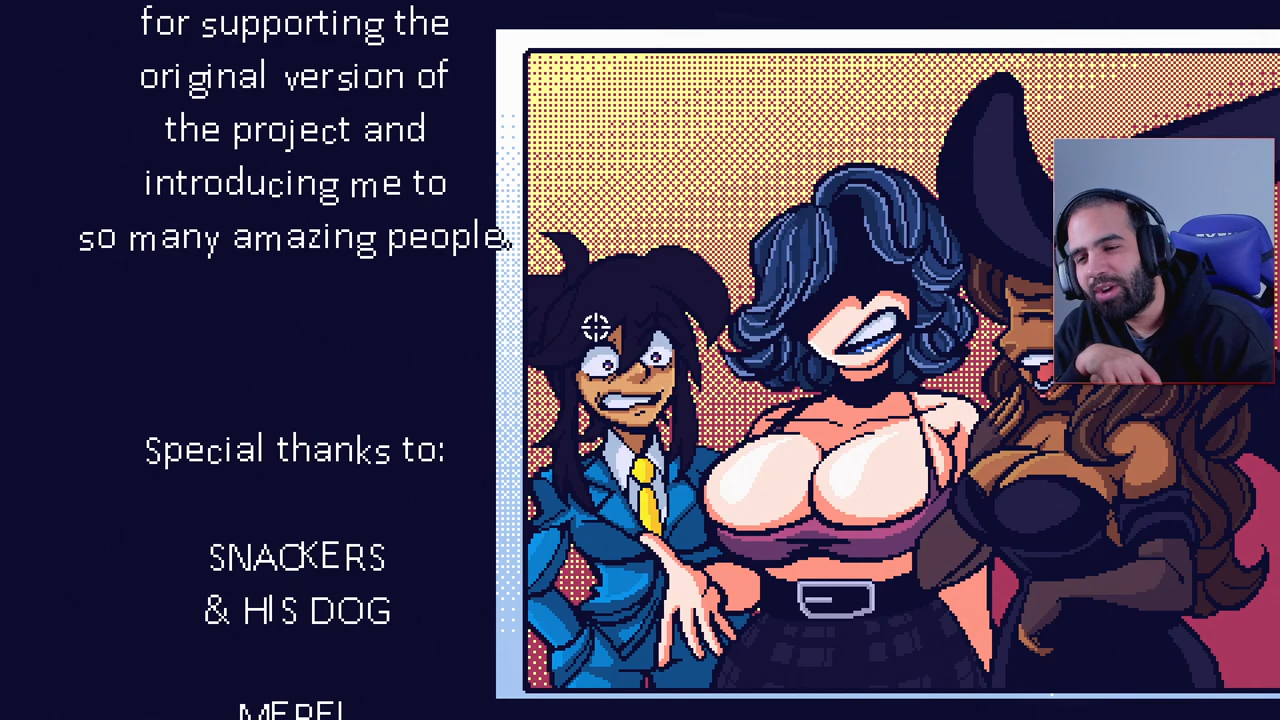 for supporting the
original version of
the project and
introducing me to
so many amazing people.
Special thanks to:
SNACKERS
& HIS DOG